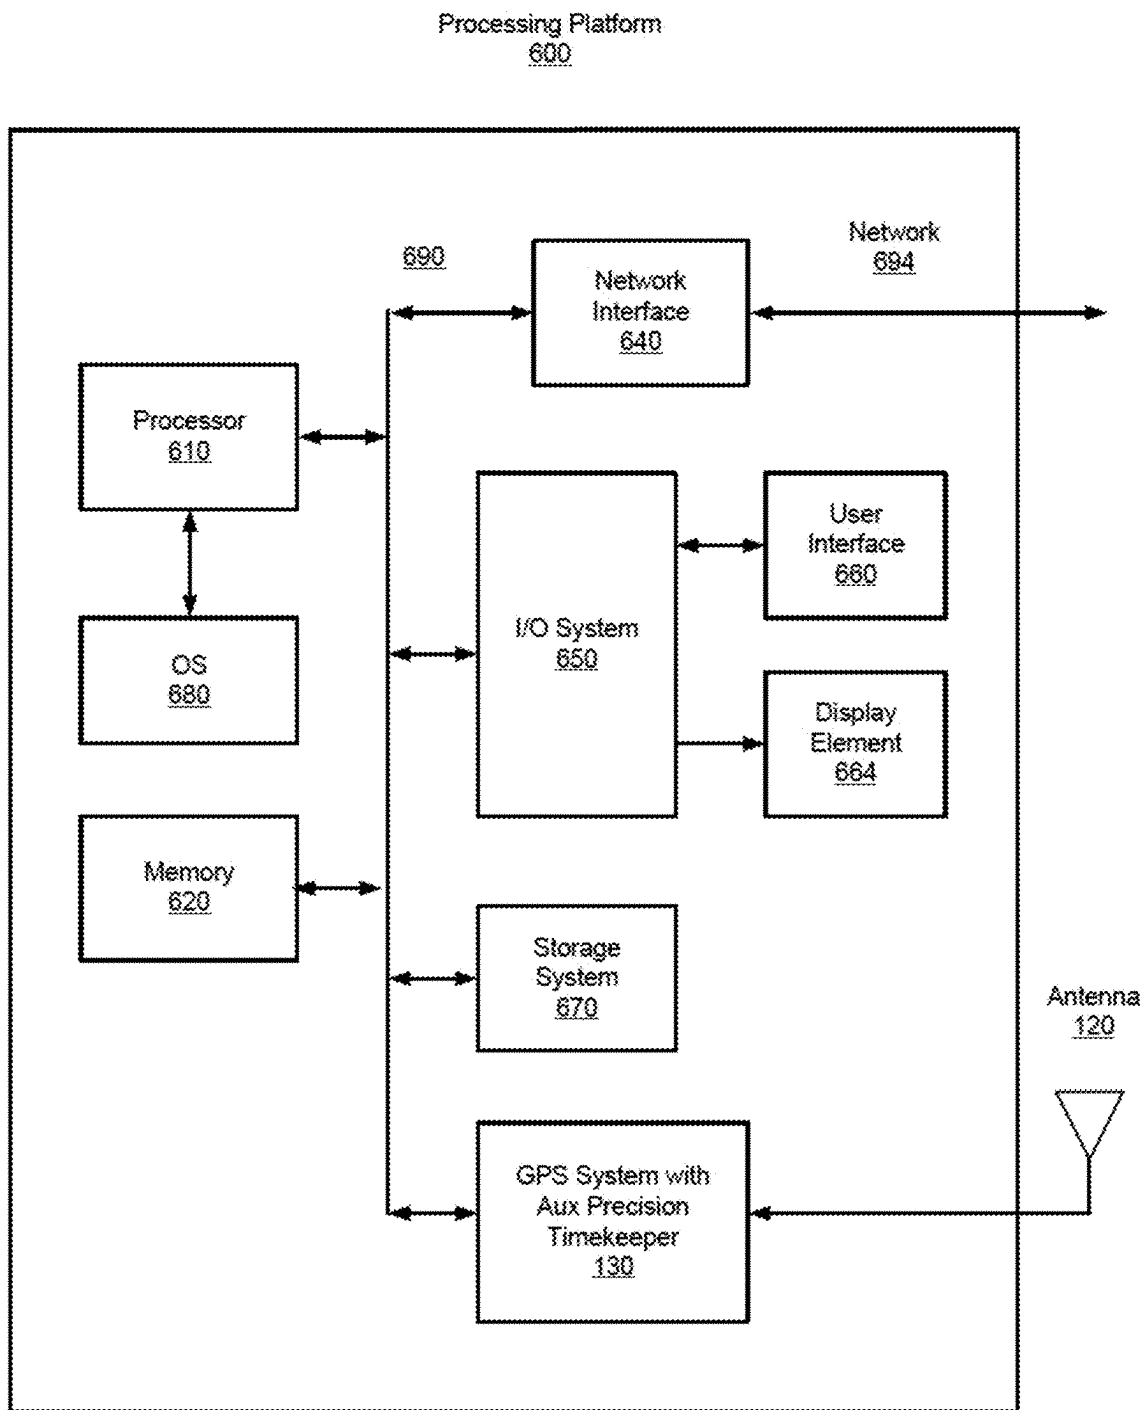 Processing Platform
600
690
Network
694
Network
Interface
640
Processor
610
User
Interface
660
I/O System
650
OS
680
Display
Element
664
Memory
620
Storage
System
670
Antenna
120
GPS System with
Aux Precision
Timekeeper
130